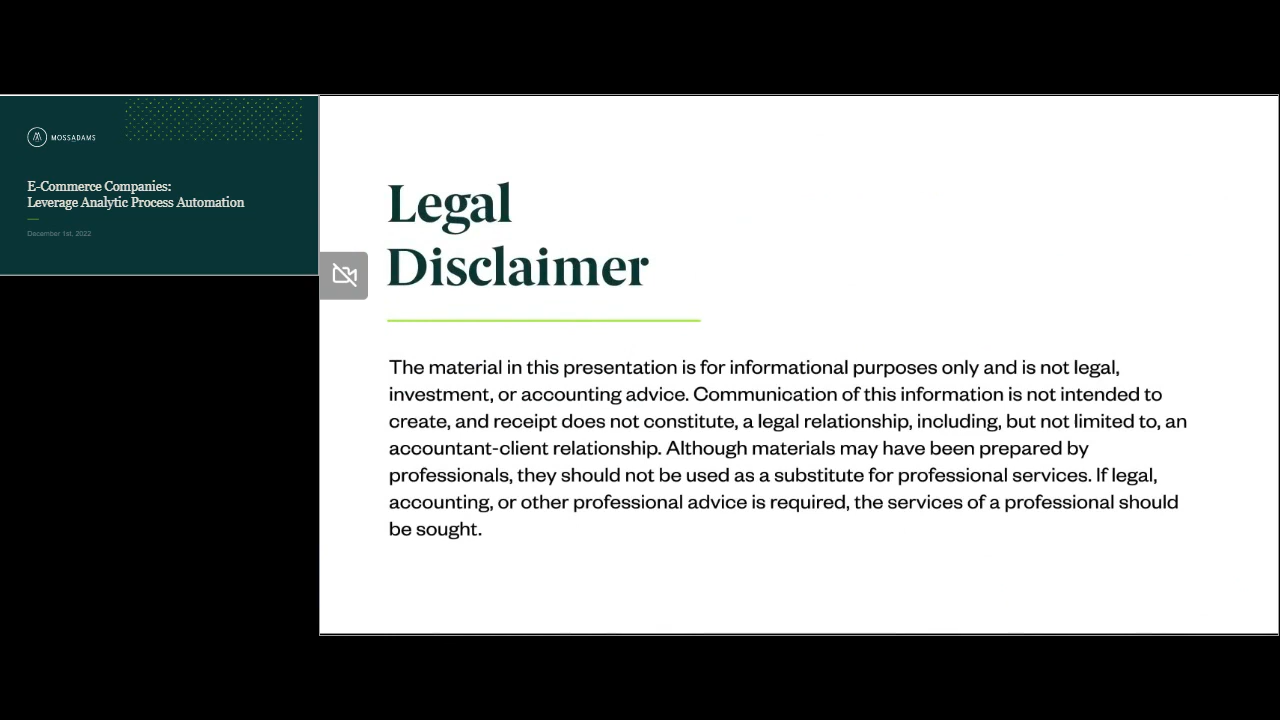 MOSSADAMS
E-Commerce Companies:
Leverage Analytic Process Automation
December 1st, 2022
Legal
Disclaimer
The material in this presentation is for informational purposes only and is not legal,
investment, or accounting advice. Communication of this information is not intended to
create, and receipt does not constitute, a legal relationship, including, but not limited to, an
accountant-client relationship. Although materials may have been prepared by
professionals, they should not be used as a substitute for professional services. If legal,
accounting, or other professional advice is required, the services of a professional should
be sought.